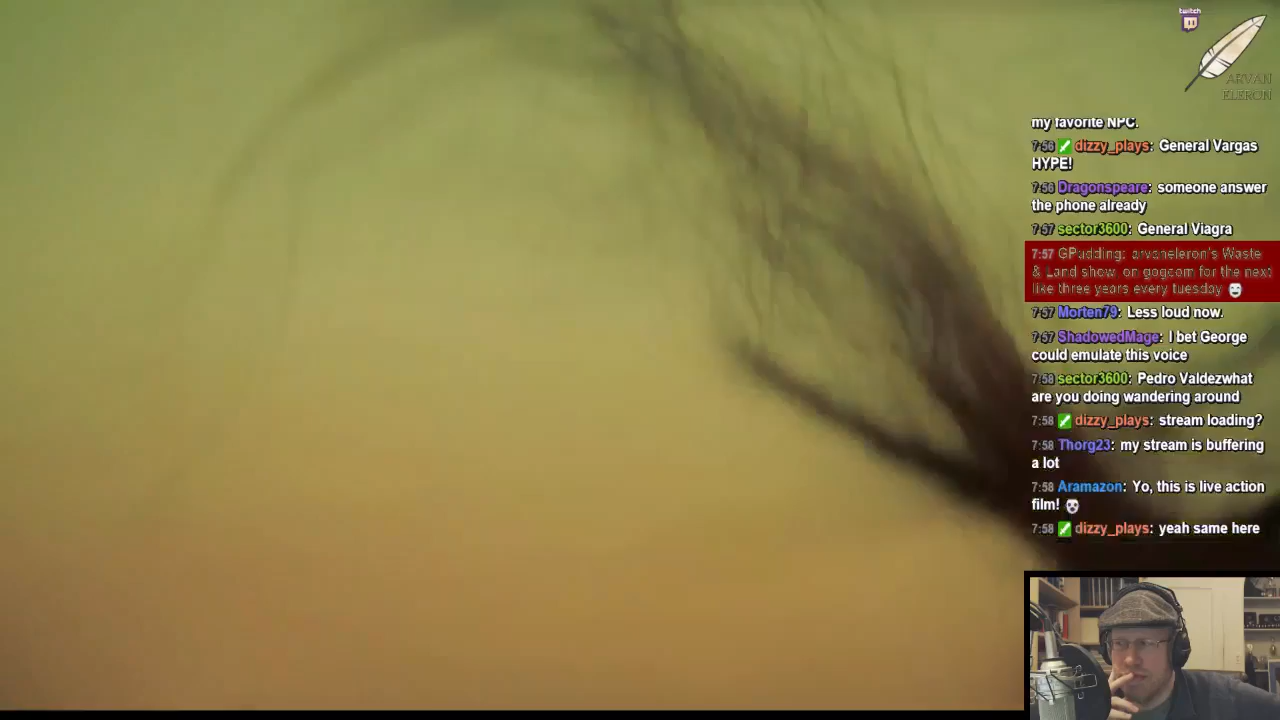 twitch
ARVAN
ELERON
my favorite NPC.
7:56 dizzy_plays: General Vargas
HYPE!
7:56 Dragonspeare: someone answer
the phone already
7:57 sector3600: General Viagra
7:57 GPudding: arvaneleron's Waste
& Land show on gogcom for the next
like three years every tuesday
7:57 Morten79: Less loud now.
7:57 ShadowedMage: I bet George
could emulate this voice
7:58 sector3600: Pedro Valdezwhat
are you doing wandering around
7:58 dizzy_plays: stream loading?
7:58 Thorg23: my stream is buffering
a lot
7:58 Aramazon: Yo, this is live action
film!
7:58 dizzy_plays: yeah same here